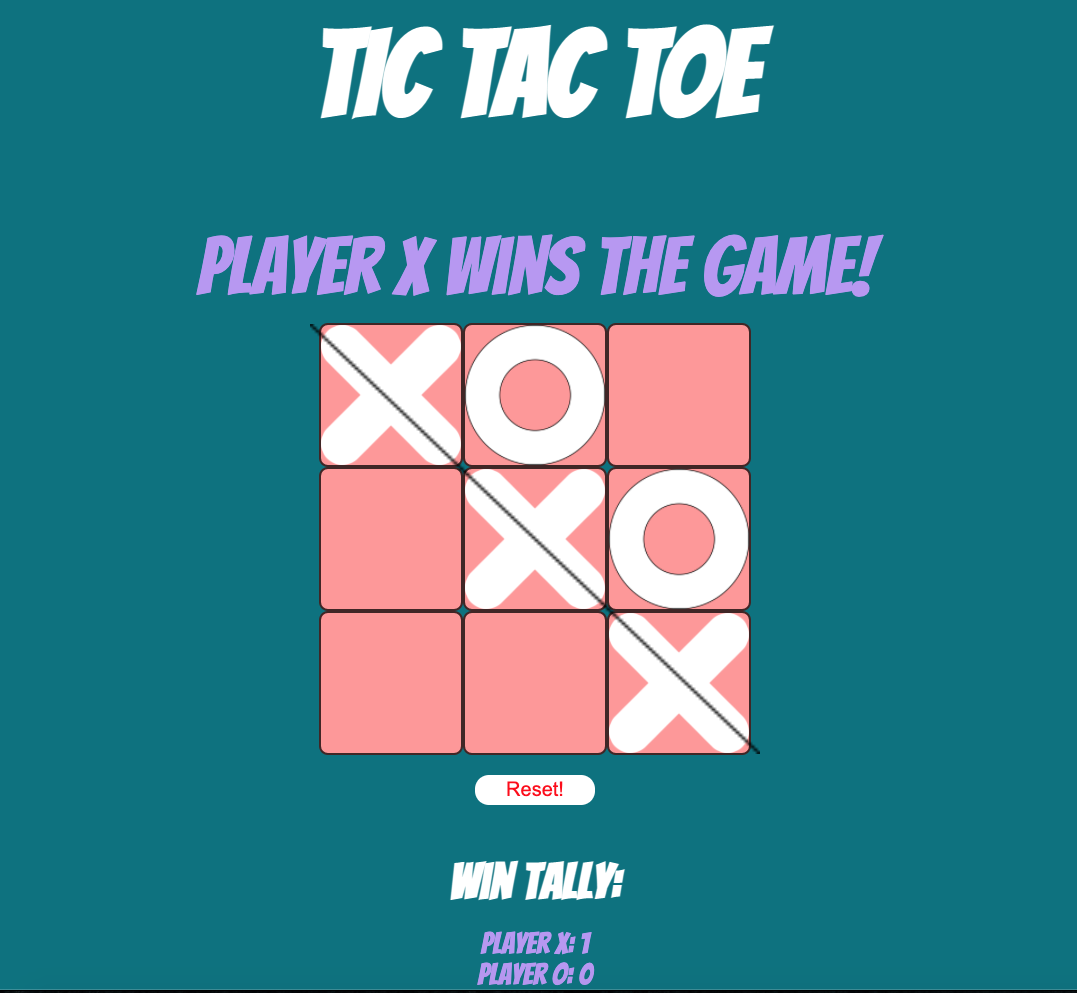 TIC TAC TOE
PLAYER X WINS THE GAME!
X O
X O
X
Reset!
WIN TALLY:
PLAYER X: 1
PLAYER O: 0